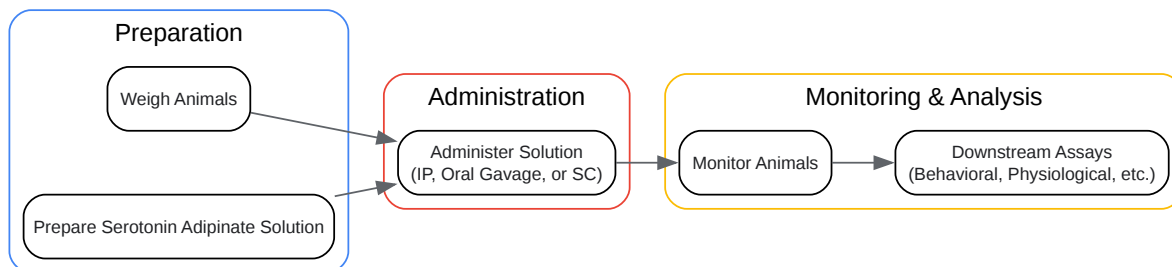 Preparation
Weigh Animals
Prepare Serotonin Adipinate Solution
Administration
Administer Solution
(IP, Oral Gavage, or SC)
Monitoring & Analysis
Monitor Animals
Downstream Assays
(Behavioral, Physiological, etc.)